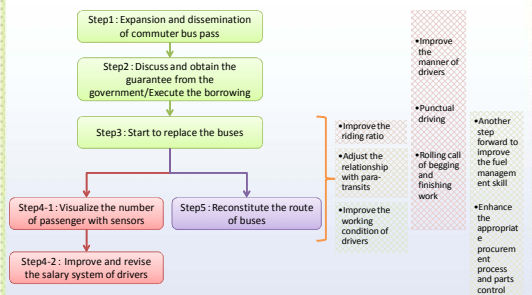 Step1 : Expansion and dissemination
of commuter bus pass
Step2 : Discuss and obtain the
guarantee from the
government/Execute the borrowing
Step3 : Start to replace the buses
Step4-1 : Visualize the number
of passenger with sensors
Step5 : Reconstitute the route
of buses
Step4-2 : Improve and revise
the salary system of drivers
•Improve the
riding ratio
•Adjust the
relationship
with para-
transits
•Improve the
working
condition of
drivers
•Improve
the
manner of
drivers
•Punctual
driving
•Rolling call
of begging
and
finishing
work
•Another
step
forward to
improve
the fuel
managem
ent skill
•Enhance
the
appropriat
e
procurem
ent
process
and parts
control